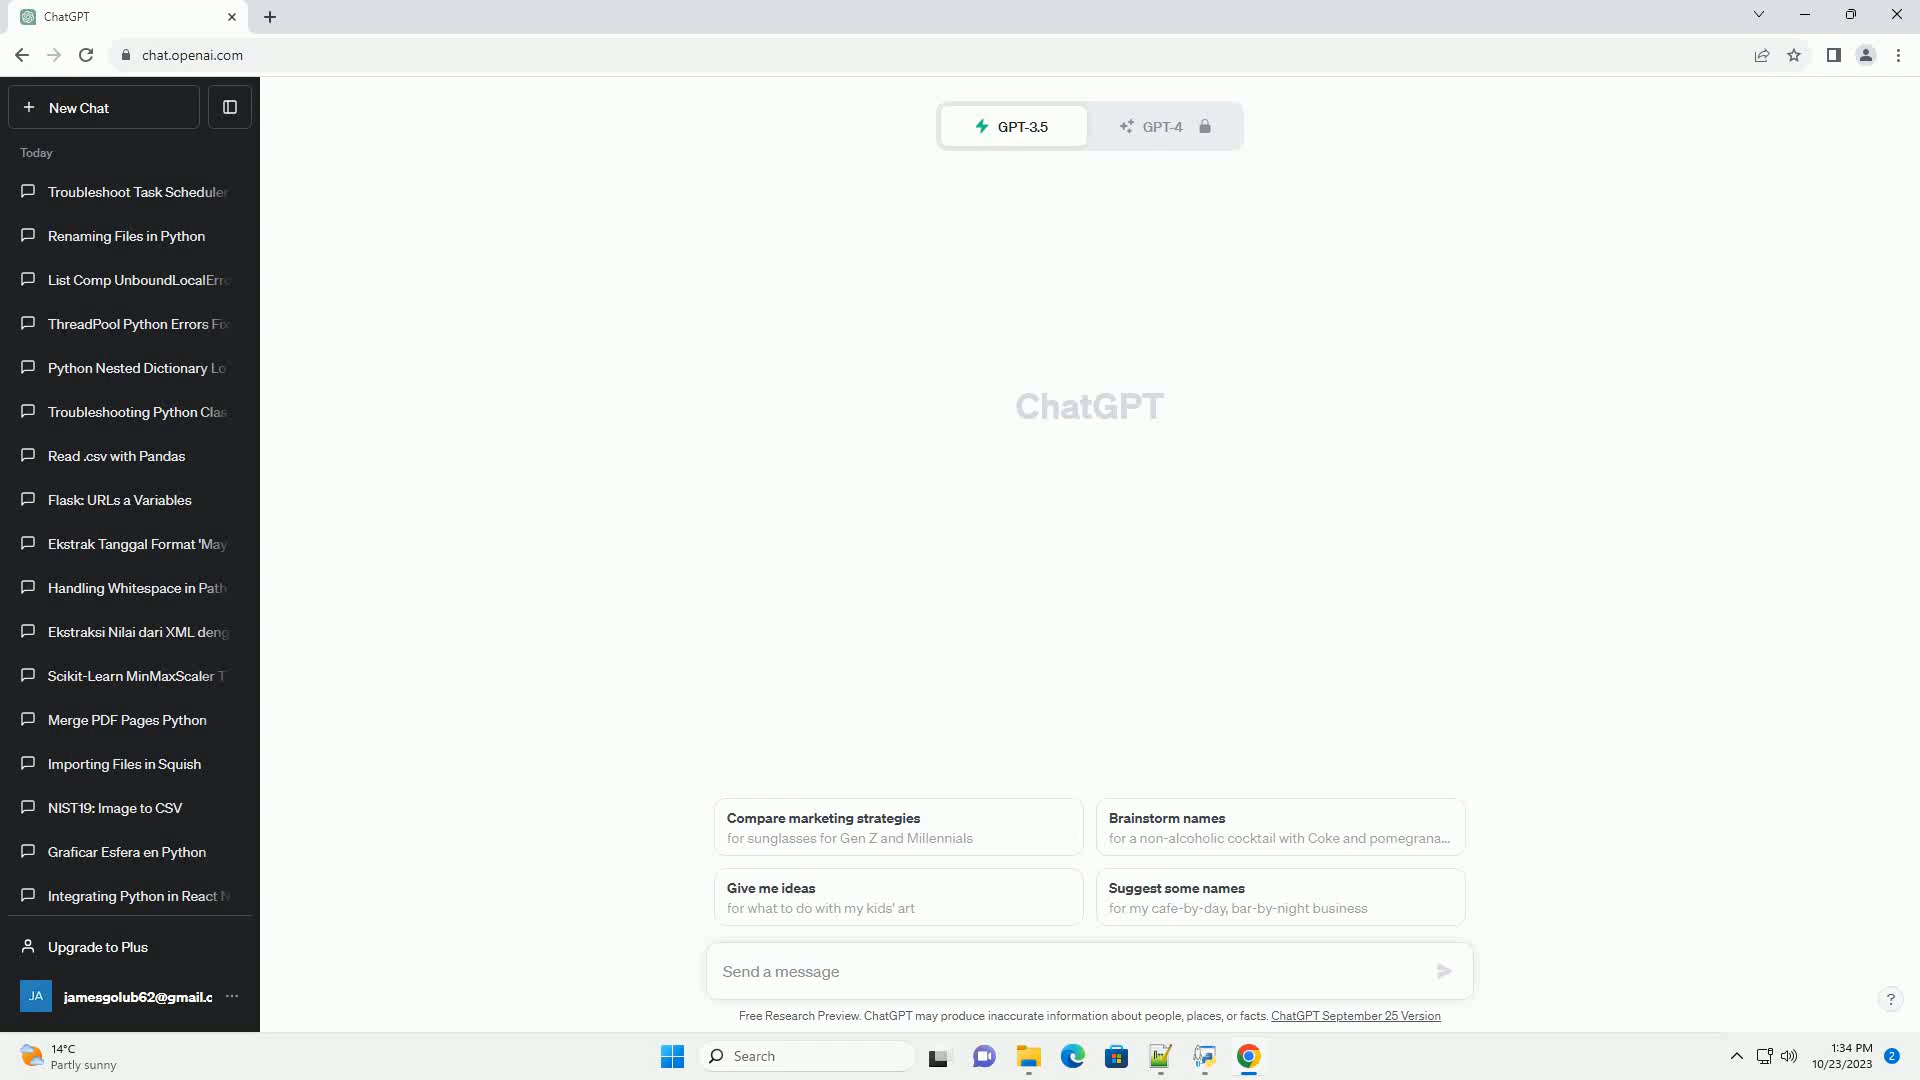 ChatGPT
chat.openai.com
New Chat
Today
Troubleshoot Task Scheduler
Renaming Files in Python
List Comp UnboundLocalErro
ThreadPool Python Errors Fix
Python Nested Dictionary Lo
Troubleshooting Python Clas
Read .csv with Pandas
Flask: URLs a Variables
Ekstrak Tanggal Format 'May
Handling Whitespace in Path
Ekstraksi Nilai dari XML deng
Scikit-Learn MinMaxScaler T
Merge PDF Pages Python
Importing Files in Squish
NIST19: Image to CSV
Graficar Esfera en Python
Integrating Python in React N
Upgrade to Plus
JA
jamesgolub62@gmail.c
GPT-3.5
GPT-4
ChatGPT
Compare marketing strategies
for sunglasses for Gen Z and Millennials
Brainstorm names
for a non-alcoholic cocktail with Coke and pomegrana...
Give me ideas
for what to do with my kids' art
Suggest some names
for my cafe-by-day, bar-by-night business
Send a message
Free Research Preview. ChatGPT may produce inaccurate information about people, places, or facts. ChatGPT September 25 Version
?
14°C
Partly sunny
Search
1:34 PM
10/23/2023
2